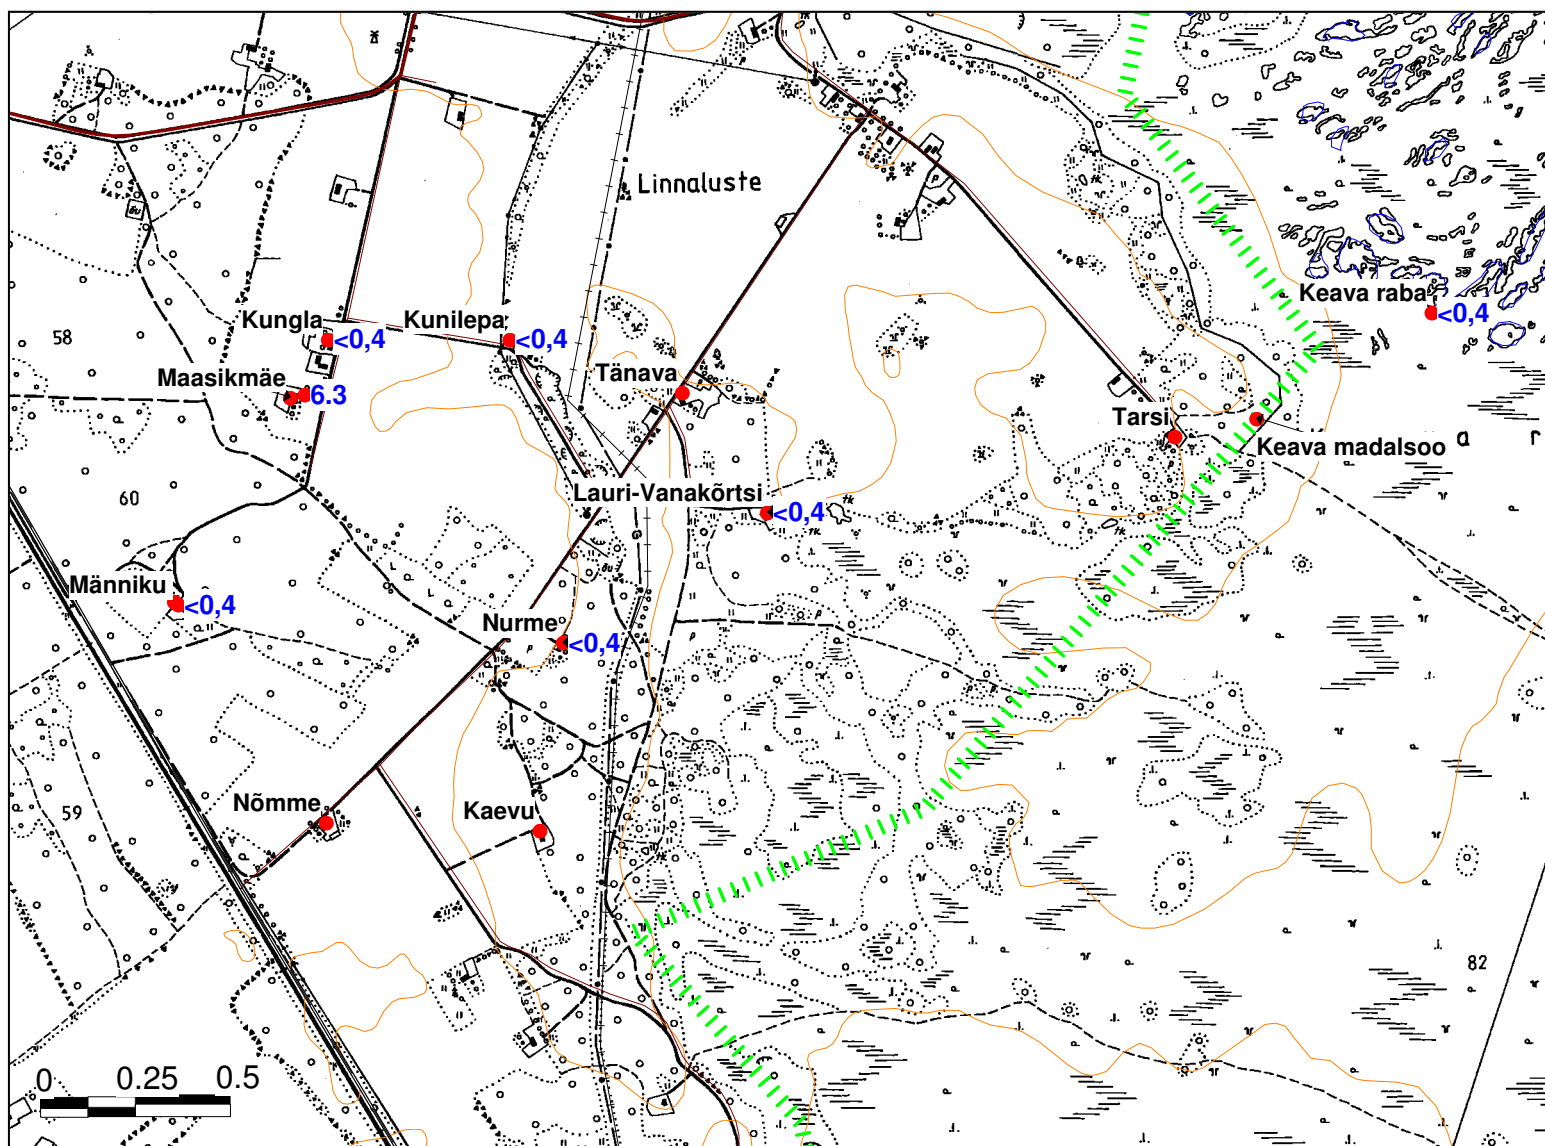 Linnaluste
Keava raba
<0,4
58
Kungla
<0,4
Kunilepa
<0,4
Maasikmäe
6.3
Tänava
Tarsi
Keava madalsoo
a r
60
Lauri-Vanakõrtsi
<0,4
Männiku
<0,4
Nurme
<0,4
59
Nõmme
Kaevu
82
0 0.25 0.5